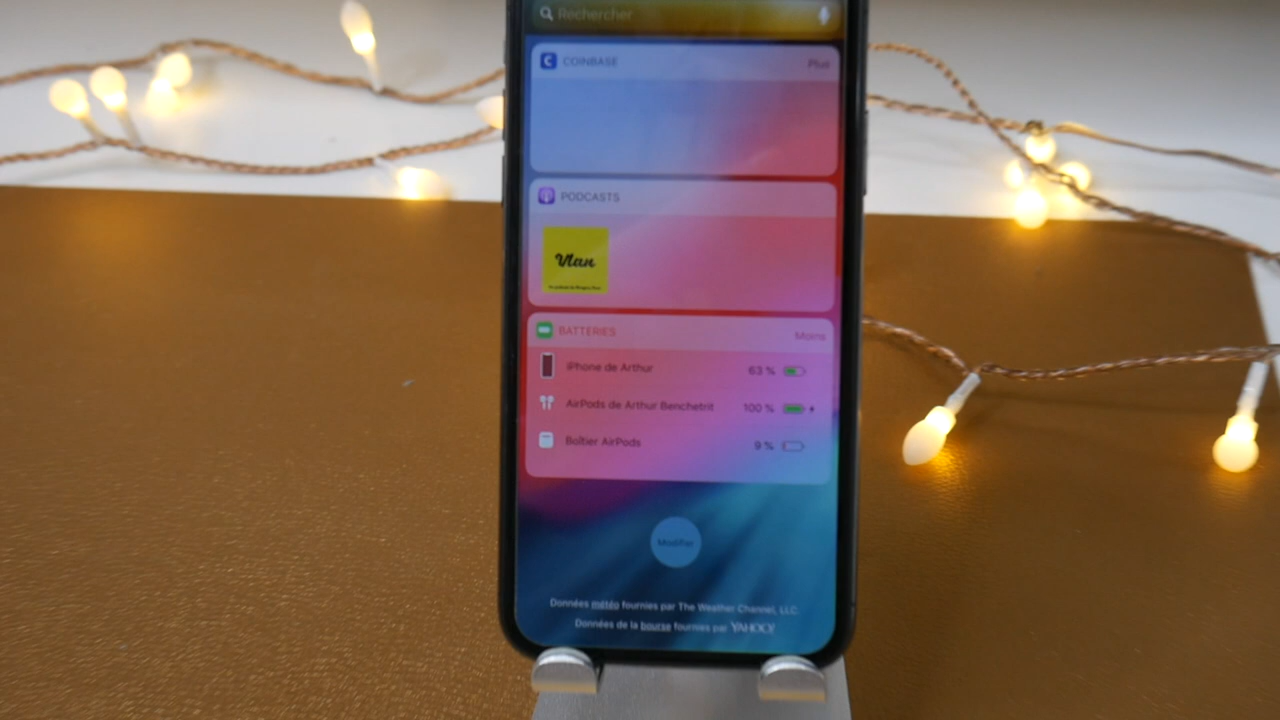 Rechercher
COINBASE Plus
PODCASTS
Vlan
BATTERIES Moins
iPhone de Arthur 63 %
AirPods de Arthur Benchetrit 100 %
Boîtier AirPods 9 %
Modifier
Données météo fournies par The Weather Channel, LLC.
Données de la bourse fournies par YAHOO!